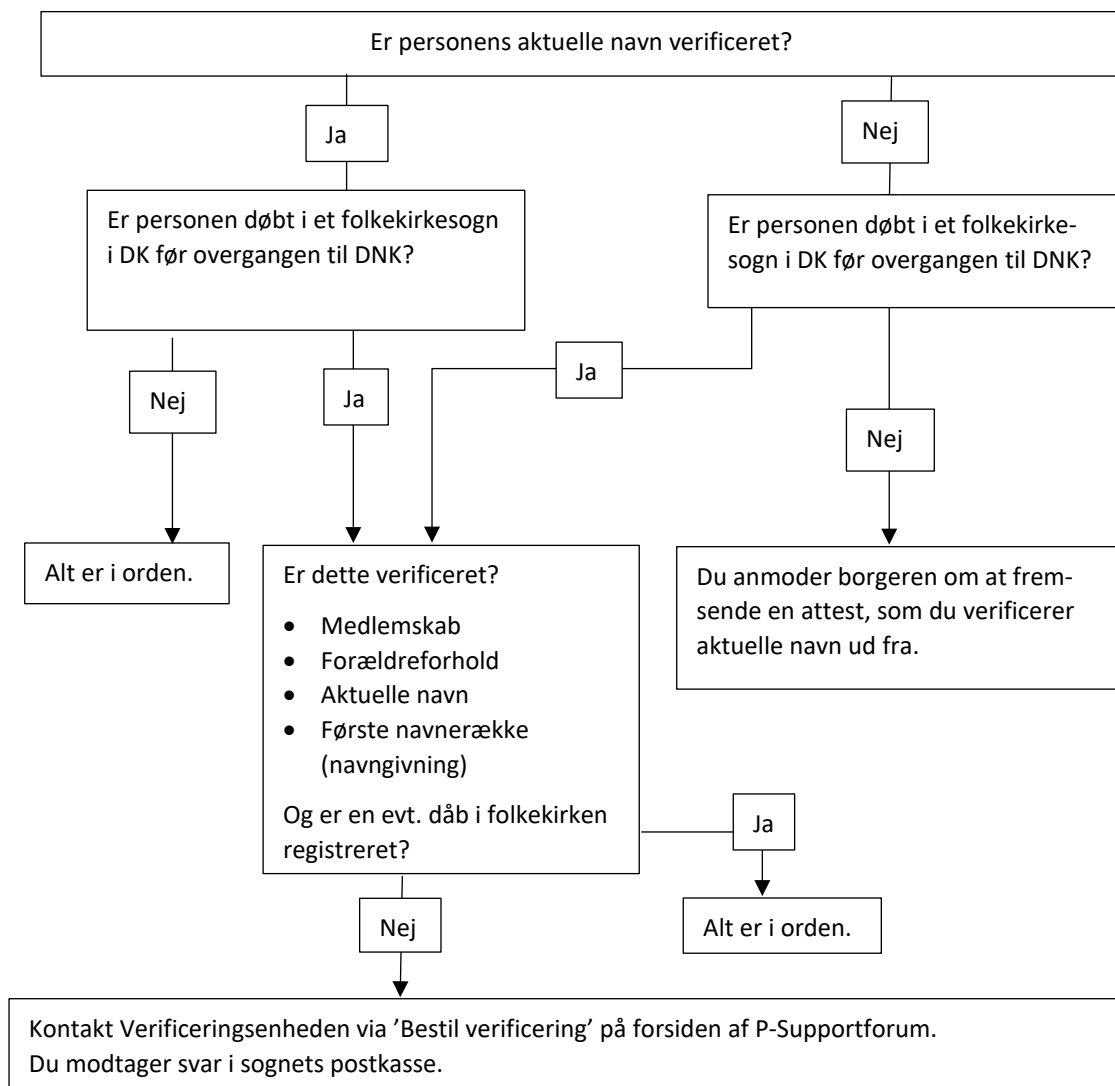 Er personens aktuelle navn verificeret?
Ja
Nej
Er personen døbt i et folkekirkesogn
i DK før overgangen til DNK?
Er personen døbt i et folkekirke-
sogn i DK før overgangen til DNK?
Nej
Ja
Ja
Nej
Alt er i orden.
Er dette verificeret?
• Medlemskab
• Forældreforhold
• Aktuelle navn
• Første navnerække
(navngivning)
Og er en evt. dåb i folkekirken
registreret?
Du anmoder borgeren om at frem-
sende en attest, som du verificerer
aktuelle navn ud fra.
Ja
Nej
Alt er i orden.
Kontakt Verificeringsenheden via ’Bestil verificering’ på forsiden af P-Supportforum.
Du modtager svar i sognets postkasse.